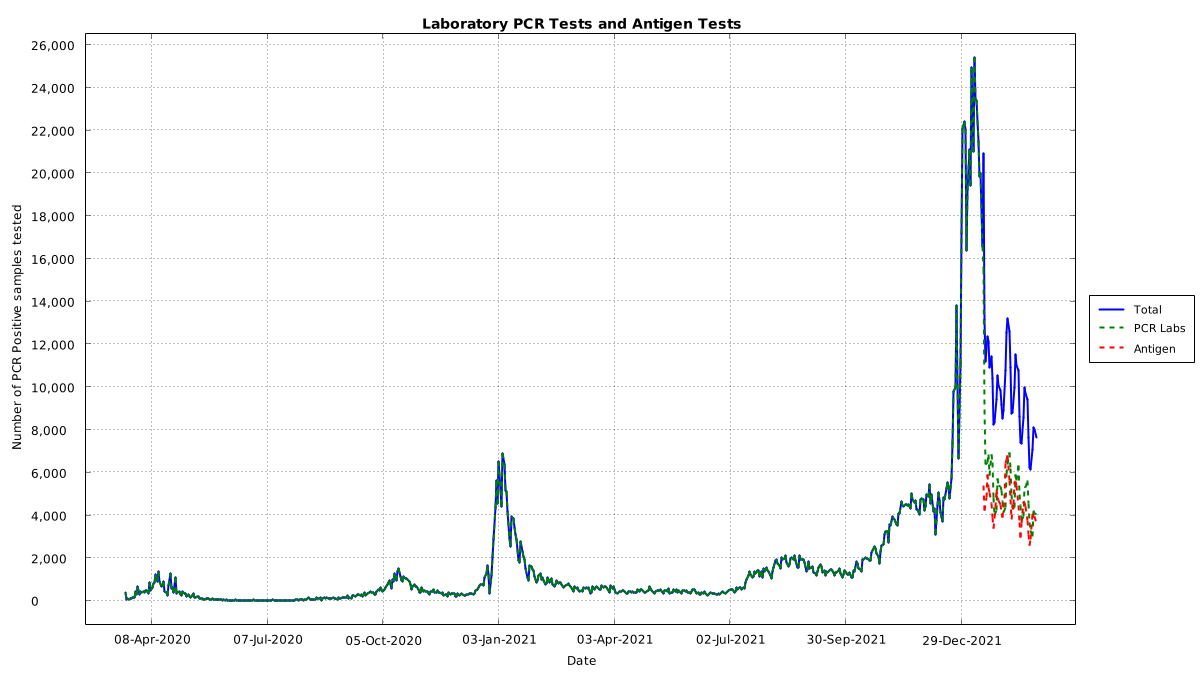 Laboratory PCR Tests and Antigen Tests
26,000
24,000
22,000
20,000
18,000
16,000
14,000
12,000
10,000
8,000
6,000
4,000
2,000
0
Number of PCR Positive samples tested
08-Apr-2020
07-Jul-2020
05-Oct-2020
03-Jan-2021
03-Apr-2021
02-Jul-2021
30-Sep-2021
29-Dec-2021
Date
Total
PCR Labs
Antigen